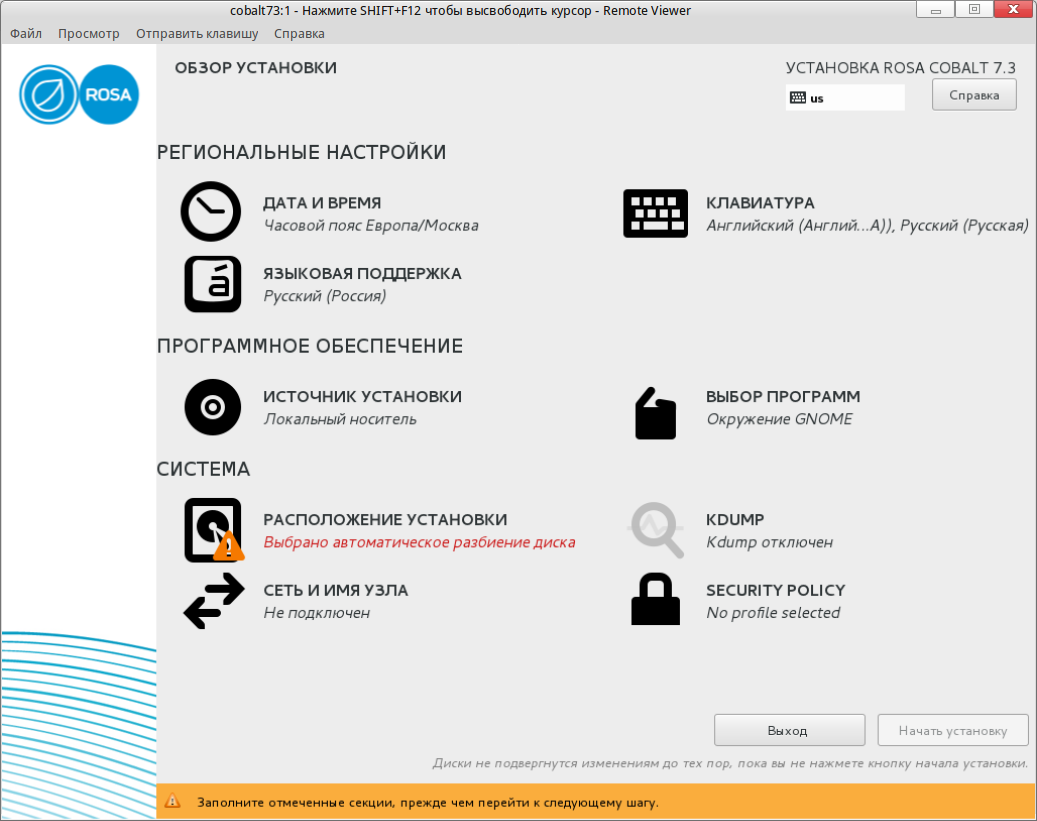 cobalt73:1 - Нажмите SHIFT+F12 чтобы высвободить курсор - Remote Viewer
Файл Просмотр Отправить клавишу Справка
ROSA
ОБЗОР УСТАНОВКИ
УСТАНОВКА ROSA COBALT 7.3
us
Справка
РЕГИОНАЛЬНЫЕ НАСТРОЙКИ
ДАТА И ВРЕМЯ
Часовой пояс Европа/Москва
КЛАВИАТУРА
Английский (Англий...А)), Русский (Русская)
á
ЯЗЫКОВАЯ ПОДДЕРЖКА
Русский (Россия)
ПРОГРАММНОЕ ОБЕСПЕЧЕНИЕ
ИСТОЧНИК УСТАНОВКИ
Локальный носитель
ВЫБОР ПРОГРАММ
Окружение GNOME
СИСТЕМА
РАСПОЛОЖЕНИЕ УСТАНОВКИ
Выбрано автоматическое разбиение диска
KDUMP
Kdump отключен
СЕТЬ И ИМЯ УЗЛА
Не подключен
SECURITY POLICY
No profile selected
Выход
Начать установку
Диски не подвергнутся изменениям до тех пор, пока вы не нажмете кнопку начала установки.
Заполните отмеченные секции, прежде чем перейти к следующему шагу.